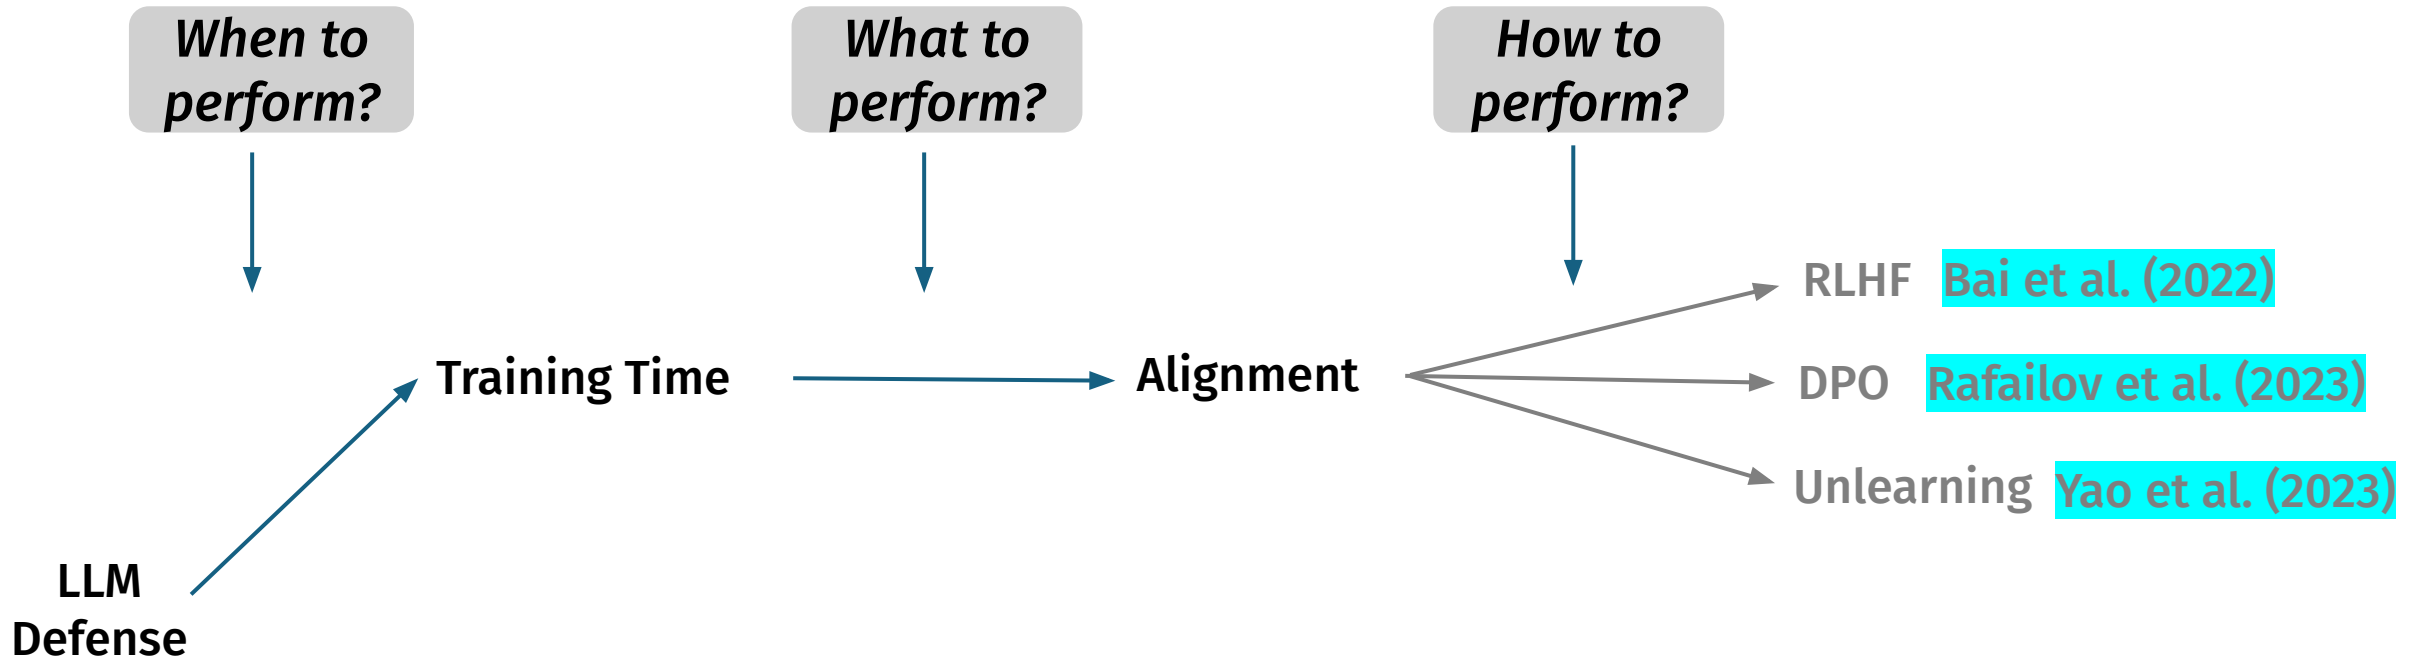 When to
perform?
What to
perform?
How to
perform?
RLHF Bai et al. (2022)
Training Time
Alignment
DPO Rafailov et al. (2023)
Unlearning Yao et al. (2023)
LLM
Defense